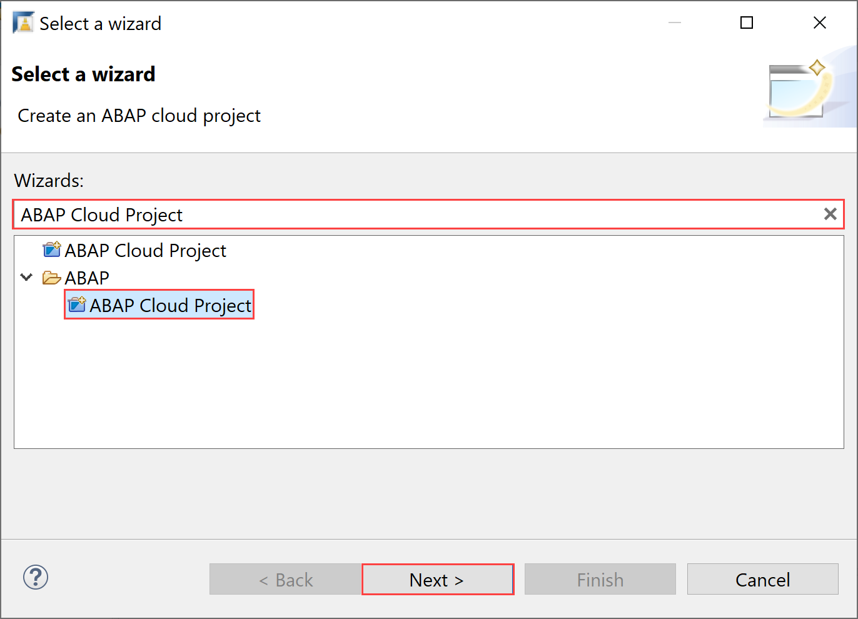 Select a wizard
Select a wizard
Create an ABAP cloud project
Wizards:
ABAP Cloud Project
ABAP Cloud Project
ABAP
ABAP Cloud Project
?
< Back
Next >
Finish
Cancel